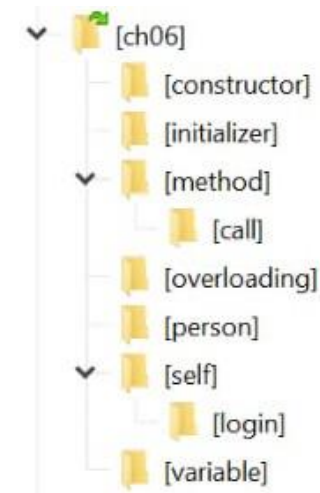 [ch06]
[constructor]
[initializer]
[method]
[call]
[overloading]
[person]
[self]
[login]
[variable]